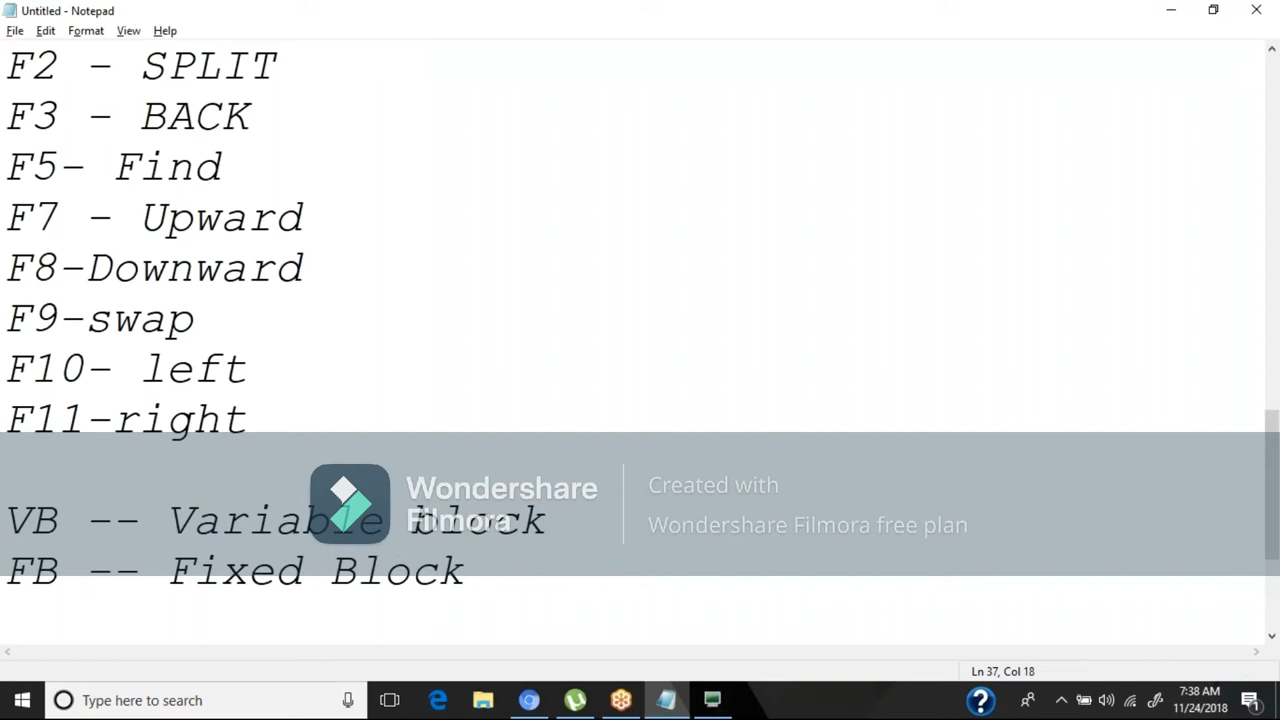 Untitled - Notepad
File Edit Format View Help
F2 - SPLIT
F3 - BACK
F5- Find
F7 - Upward
F8-Downward
F9-swap
F10- left
F11-right
VB -- Variable block
FB -- Fixed Block
Wondershare
Filmora
Created with
Wondershare Filmora free plan
Ln 37, Col 18
Type here to search
7:38 AM
11/24/2018